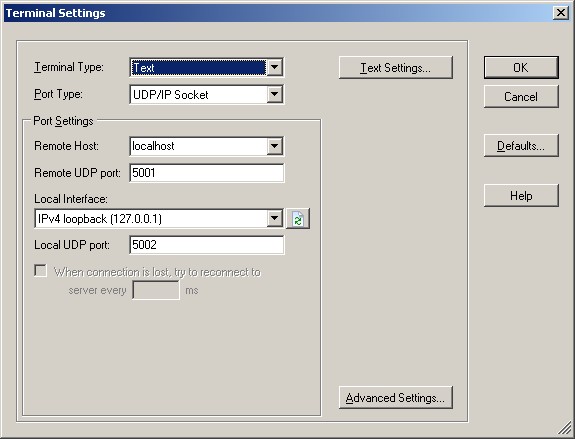 Terminal Settings
Terminal Type: Text
Text Settings...
OK
Port Type: UDP/IP Socket
Cancel
Port Settings
Remote Host: localhost
Defaults...
Remote UDP port: 5001
Help
Local Interface:
IPv4 loopback (127.0.0.1)
Local UDP port: 5002
When connection is lost, try to reconnect to
server every ms
Advanced Settings...